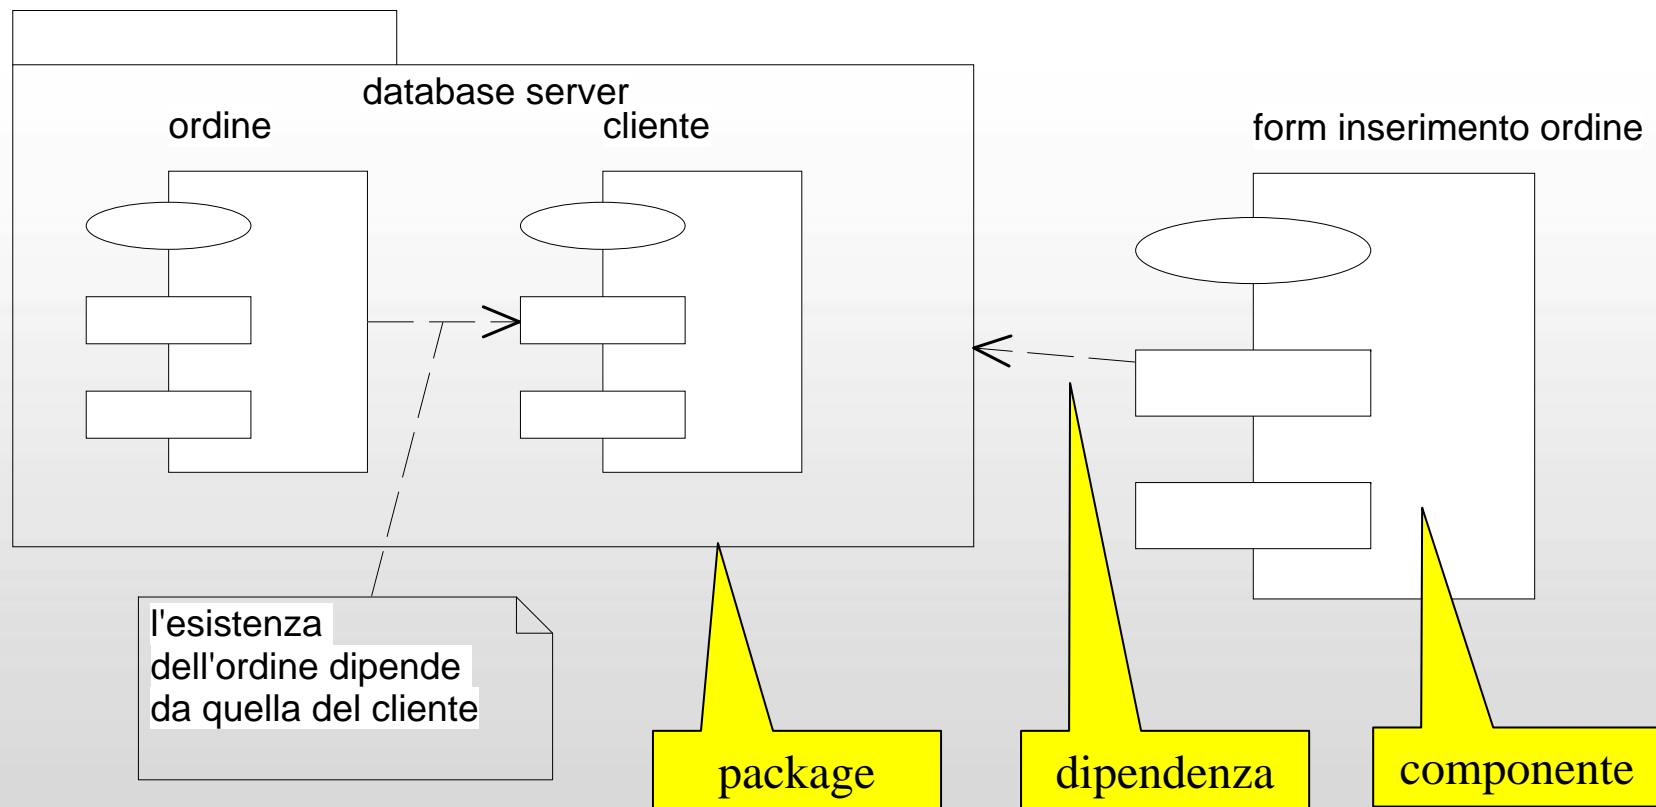 database server
ordine
cliente
form inserimento ordine
l'esistenza
dell'ordine dipende
da quella del cliente
package
dipendenza
componente